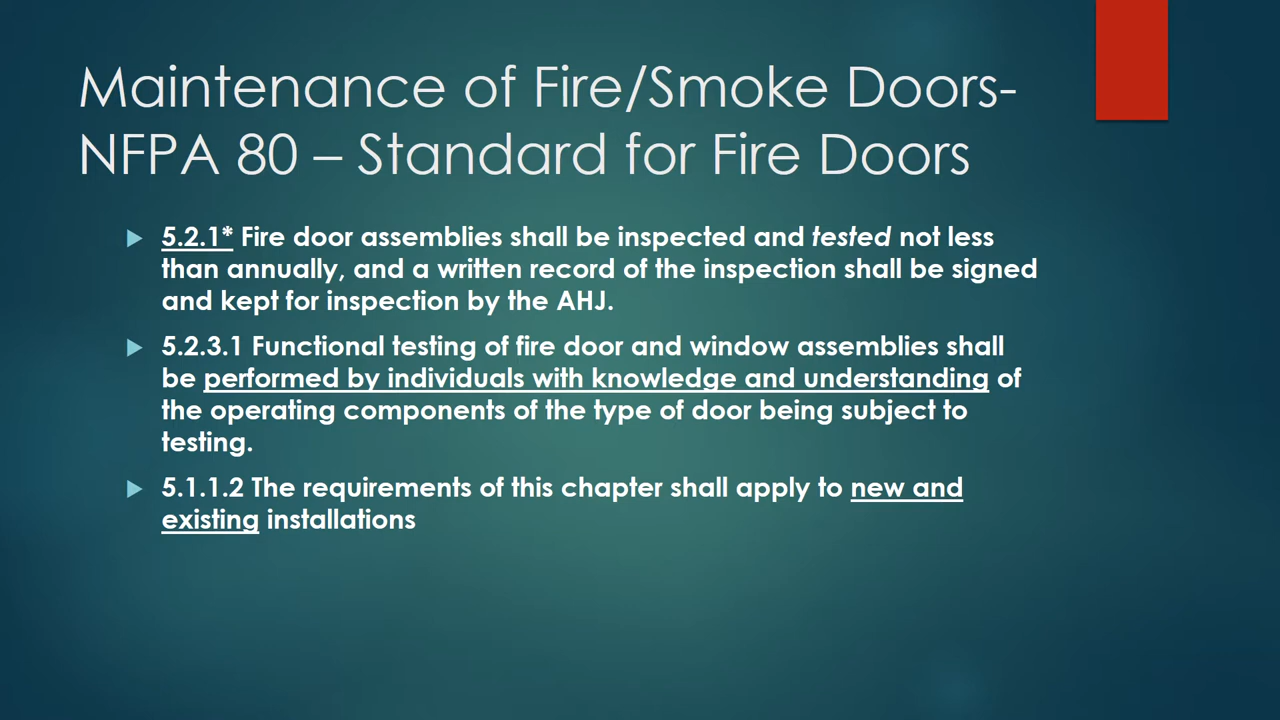 Maintenance of Fire/Smoke Doors-
NFPA 80 – Standard for Fire Doors
5.2.1* Fire door assemblies shall be inspected and tested not less
than annually, and a written record of the inspection shall be signed
and kept for inspection by the AHJ.
5.2.3.1 Functional testing of fire door and window assemblies shall
be performed by individuals with knowledge and understanding of
the operating components of the type of door being subject to
testing.
5.1.1.2 The requirements of this chapter shall apply to new and
existing installations